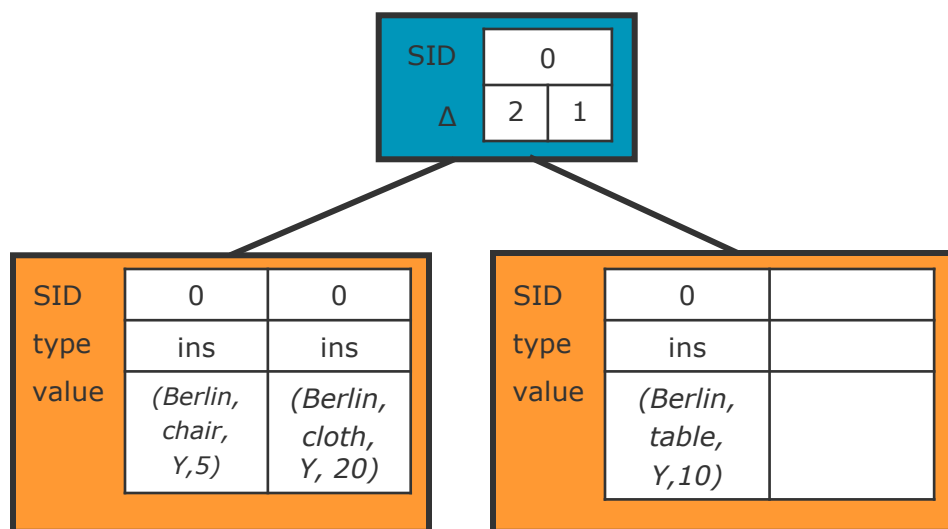 SID 0
Δ 2 1
SID 0 0
type ins ins
value (Berlin, chair, Y,5) (Berlin, cloth, Y, 20)
SID 0
type ins
value (Berlin, table, Y,10)